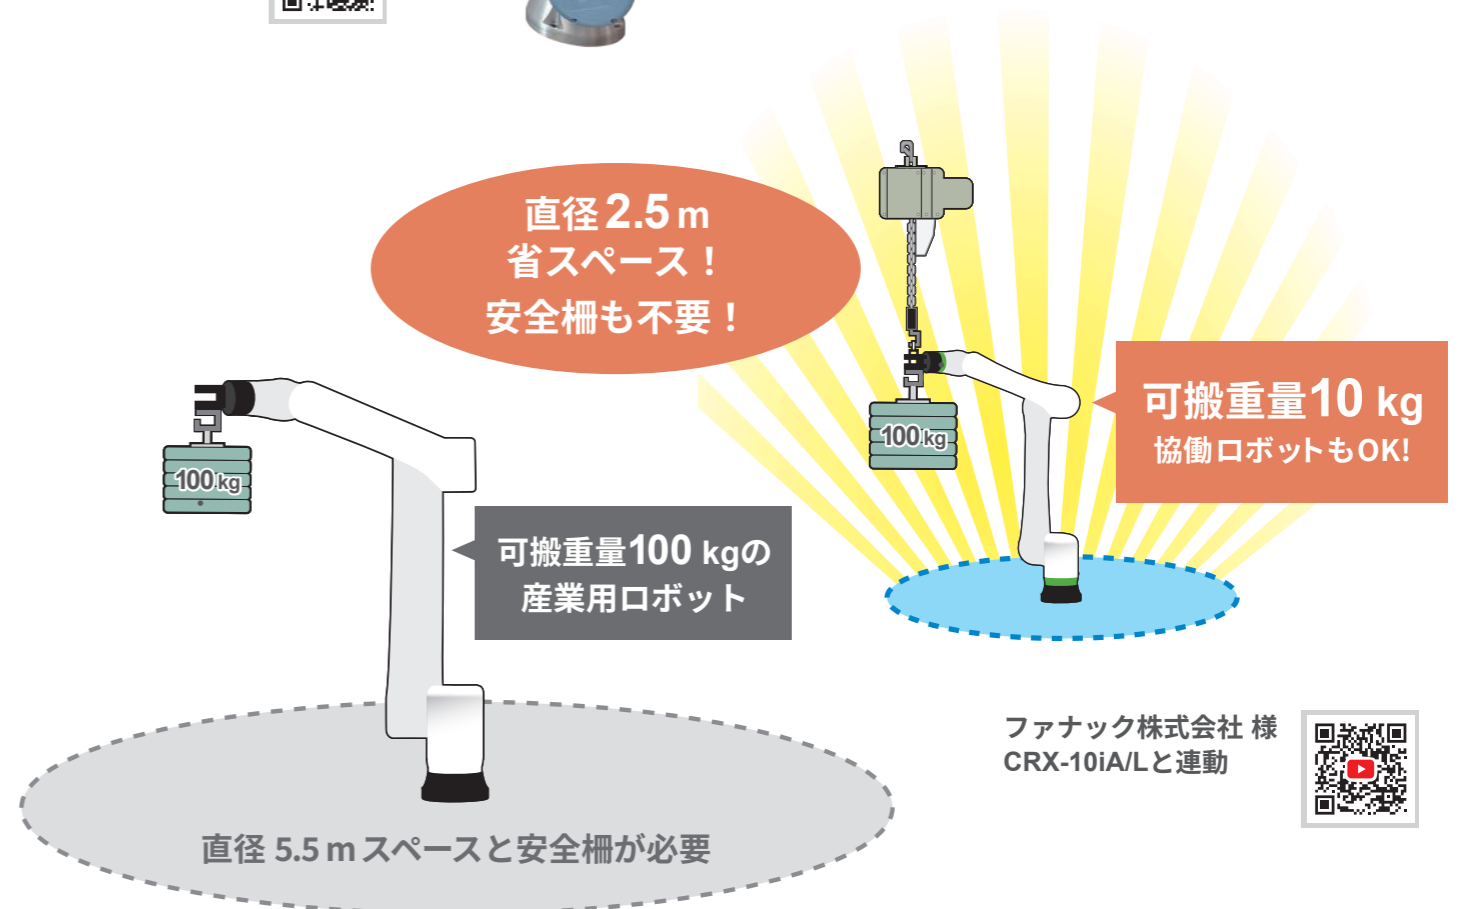 直径2.5m
省スペース！
安全柵も不要！
100kg
可搬重量10 kg
協働ロボットもOK!
100kg
可搬重量100 kgの
産業用ロボット
直径 5.5mスペースと安全柵が必要
ファナック株式会社 様
CRX-10iA/Lと連動